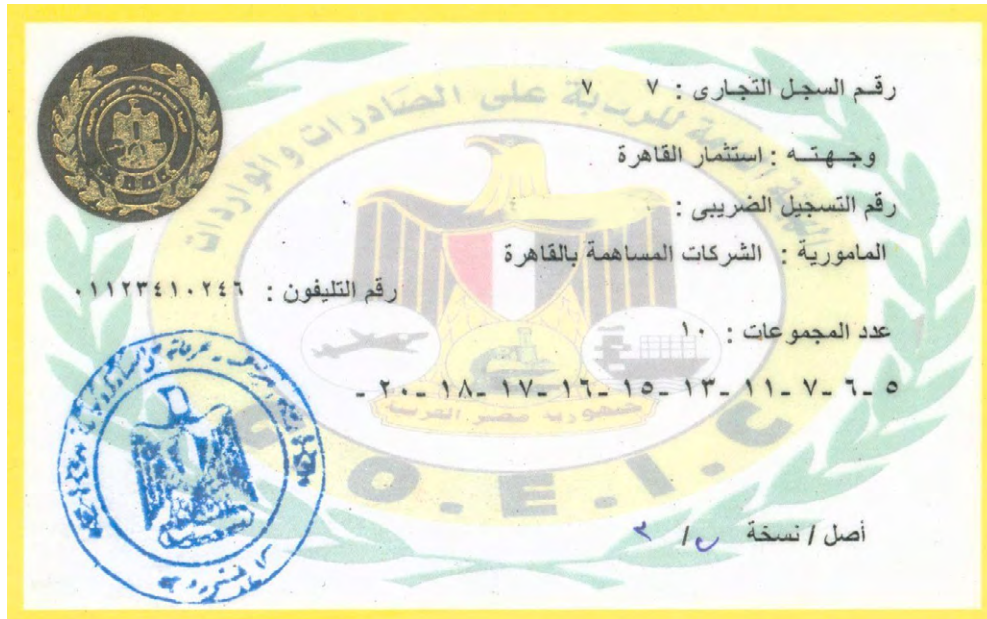 رقم السجل التجارى : ٧ ٧
وجهته : استثمار القاهرة
رقم التسجيل الضريبى :
المامورية : الشركات المساهمة بالقاهرة
رقم التليفون : ٠١١٢٣٤١٠٢٤٦
عدد المجموعات : ١٠
٥ -٦ -٧ -١١ -١٣ -١٥ -١٦ -١٧ -١٨ -٢٠ -
أصل / نسخة
الهيئة العامة للرقابة على الصادرات والواردات
جمهورية مصر العربية
G.O.E.I.C